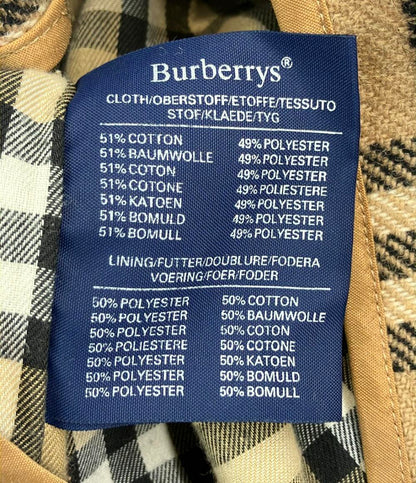 Burberrys®
CLOTH/OBERSTOFF/ETOFFE/TESSUTO
STOF/KLAEDE/TYG
51% COTTON 49% POLYESTER
51% BAUMWOLLE 49% POLYESTER
51% COTON 49% POLYESTER
51% COTONE 49% POLIESTERE
51% KATOEN 49% POLYESTER
51% BOMULD 49% POLYESTER
51% BOMULL 49% POLYESTER
LINING/FUTTER/DOUBLURE/FODERA
VOERING/FOER/FODER
50% POLYESTER 50% COTTON
50% POLYESTER 50% BAUMWOLLE
50% POLYESTER 50% COTON
50% POLIESTERE 50% COTONE
50% POLYESTER 50% KATOEN
50% POLYESTER 50% BOMULD
50% POLYESTER 50% BOMULL